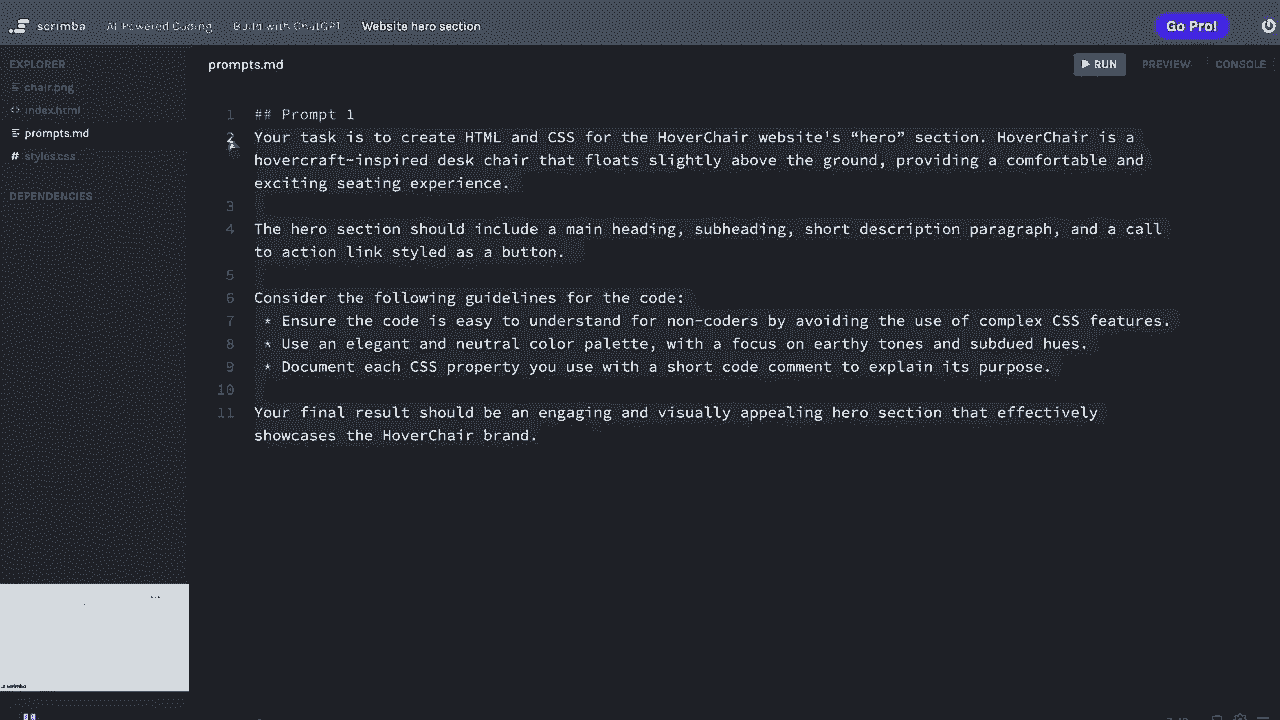 scrimba AI-Powered Coding Build with ChatGPT Website hero section Go Pro!
EXPLORER
chair.png
index.html
prompts.md
styles.css
DEPENDENCIES
prompts.md
RUN PREVIEW CONSOLE
1 ## Prompt 1
2 Your task is to create HTML and CSS for the HoverChair website's “hero” section. HoverChair is a
hovercraft-inspired desk chair that floats slightly above the ground, providing a comfortable and
exciting seating experience.
3
4 The hero section should include a main heading, subheading, short description paragraph, and a call
to action link styled as a button.
5
6 Consider the following guidelines for the code:
7 * Ensure the code is easy to understand for non-coders by avoiding the use of complex CSS features.
8 * Use an elegant and neutral color palette, with a focus on earthy tones and subdued hues.
9 * Document each CSS property you use with a short code comment to explain its purpose.
10
11 Your final result should be an engaging and visually appealing hero section that effectively
showcases the HoverChair brand.